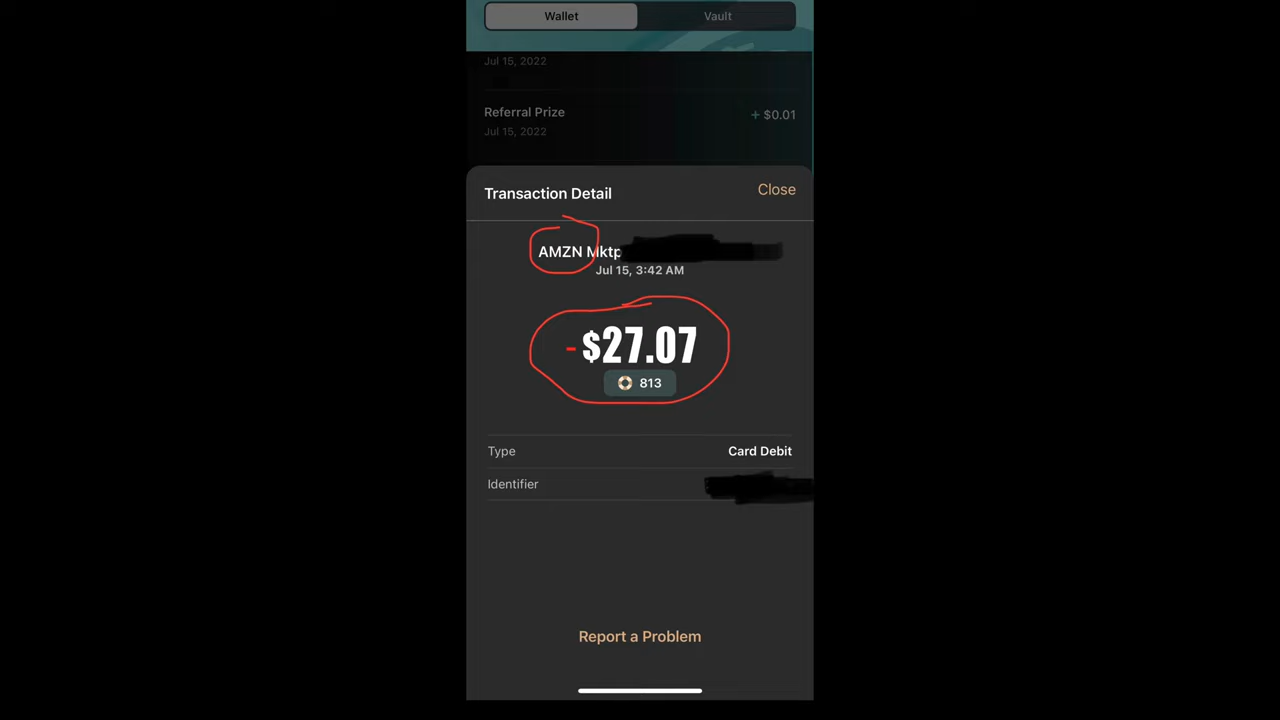 Wallet Vault
Jul 15, 2022
Referral Prize + $0.01
Jul 15, 2022
Transaction Detail Close
AMZN Mktp
Jul 15, 3:42 AM
- $27.07
813
Type Card Debit
Identifier
Report a Problem